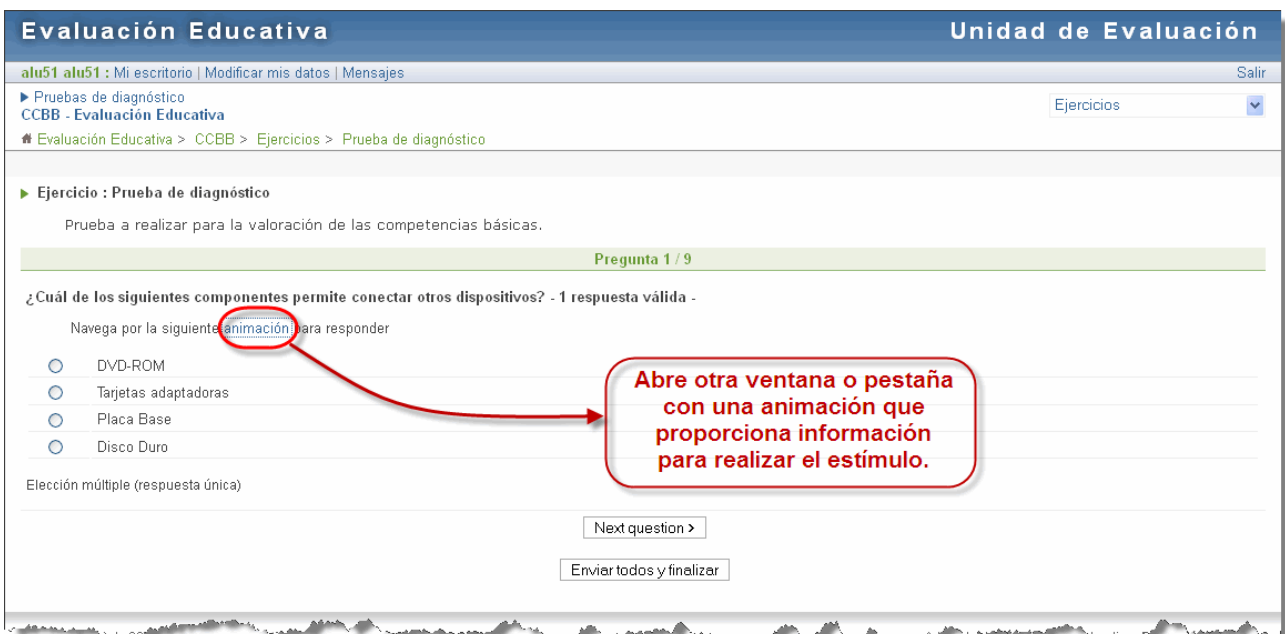 Evaluación Educativa
Unidad de Evaluación
alu51 alu51 : Mi escritorio | Modificar mis datos | Mensajes
Salir
Pruebas de diagnóstico
CCBB - Evaluación Educativa
Ejercicios
Evaluación Educativa > CCBB > Ejercicios > Prueba de diagnóstico
Ejercicio : Prueba de diagnóstico
Prueba a realizar para la valoración de las competencias básicas.
Pregunta 1 / 9
¿Cuál de los siguientes componentes permite conectar otros dispositivos? - 1 respuesta válida -
Navega por la siguiente animación para responder
DVD-ROM
Tarjetas adaptadoras
Placa Base
Disco Duro
Abre otra ventana o pestaña
con una animación que
proporciona información
para realizar el estímulo.
Elección múltiple (respuesta única)
Next question >
Enviar todos y finalizar